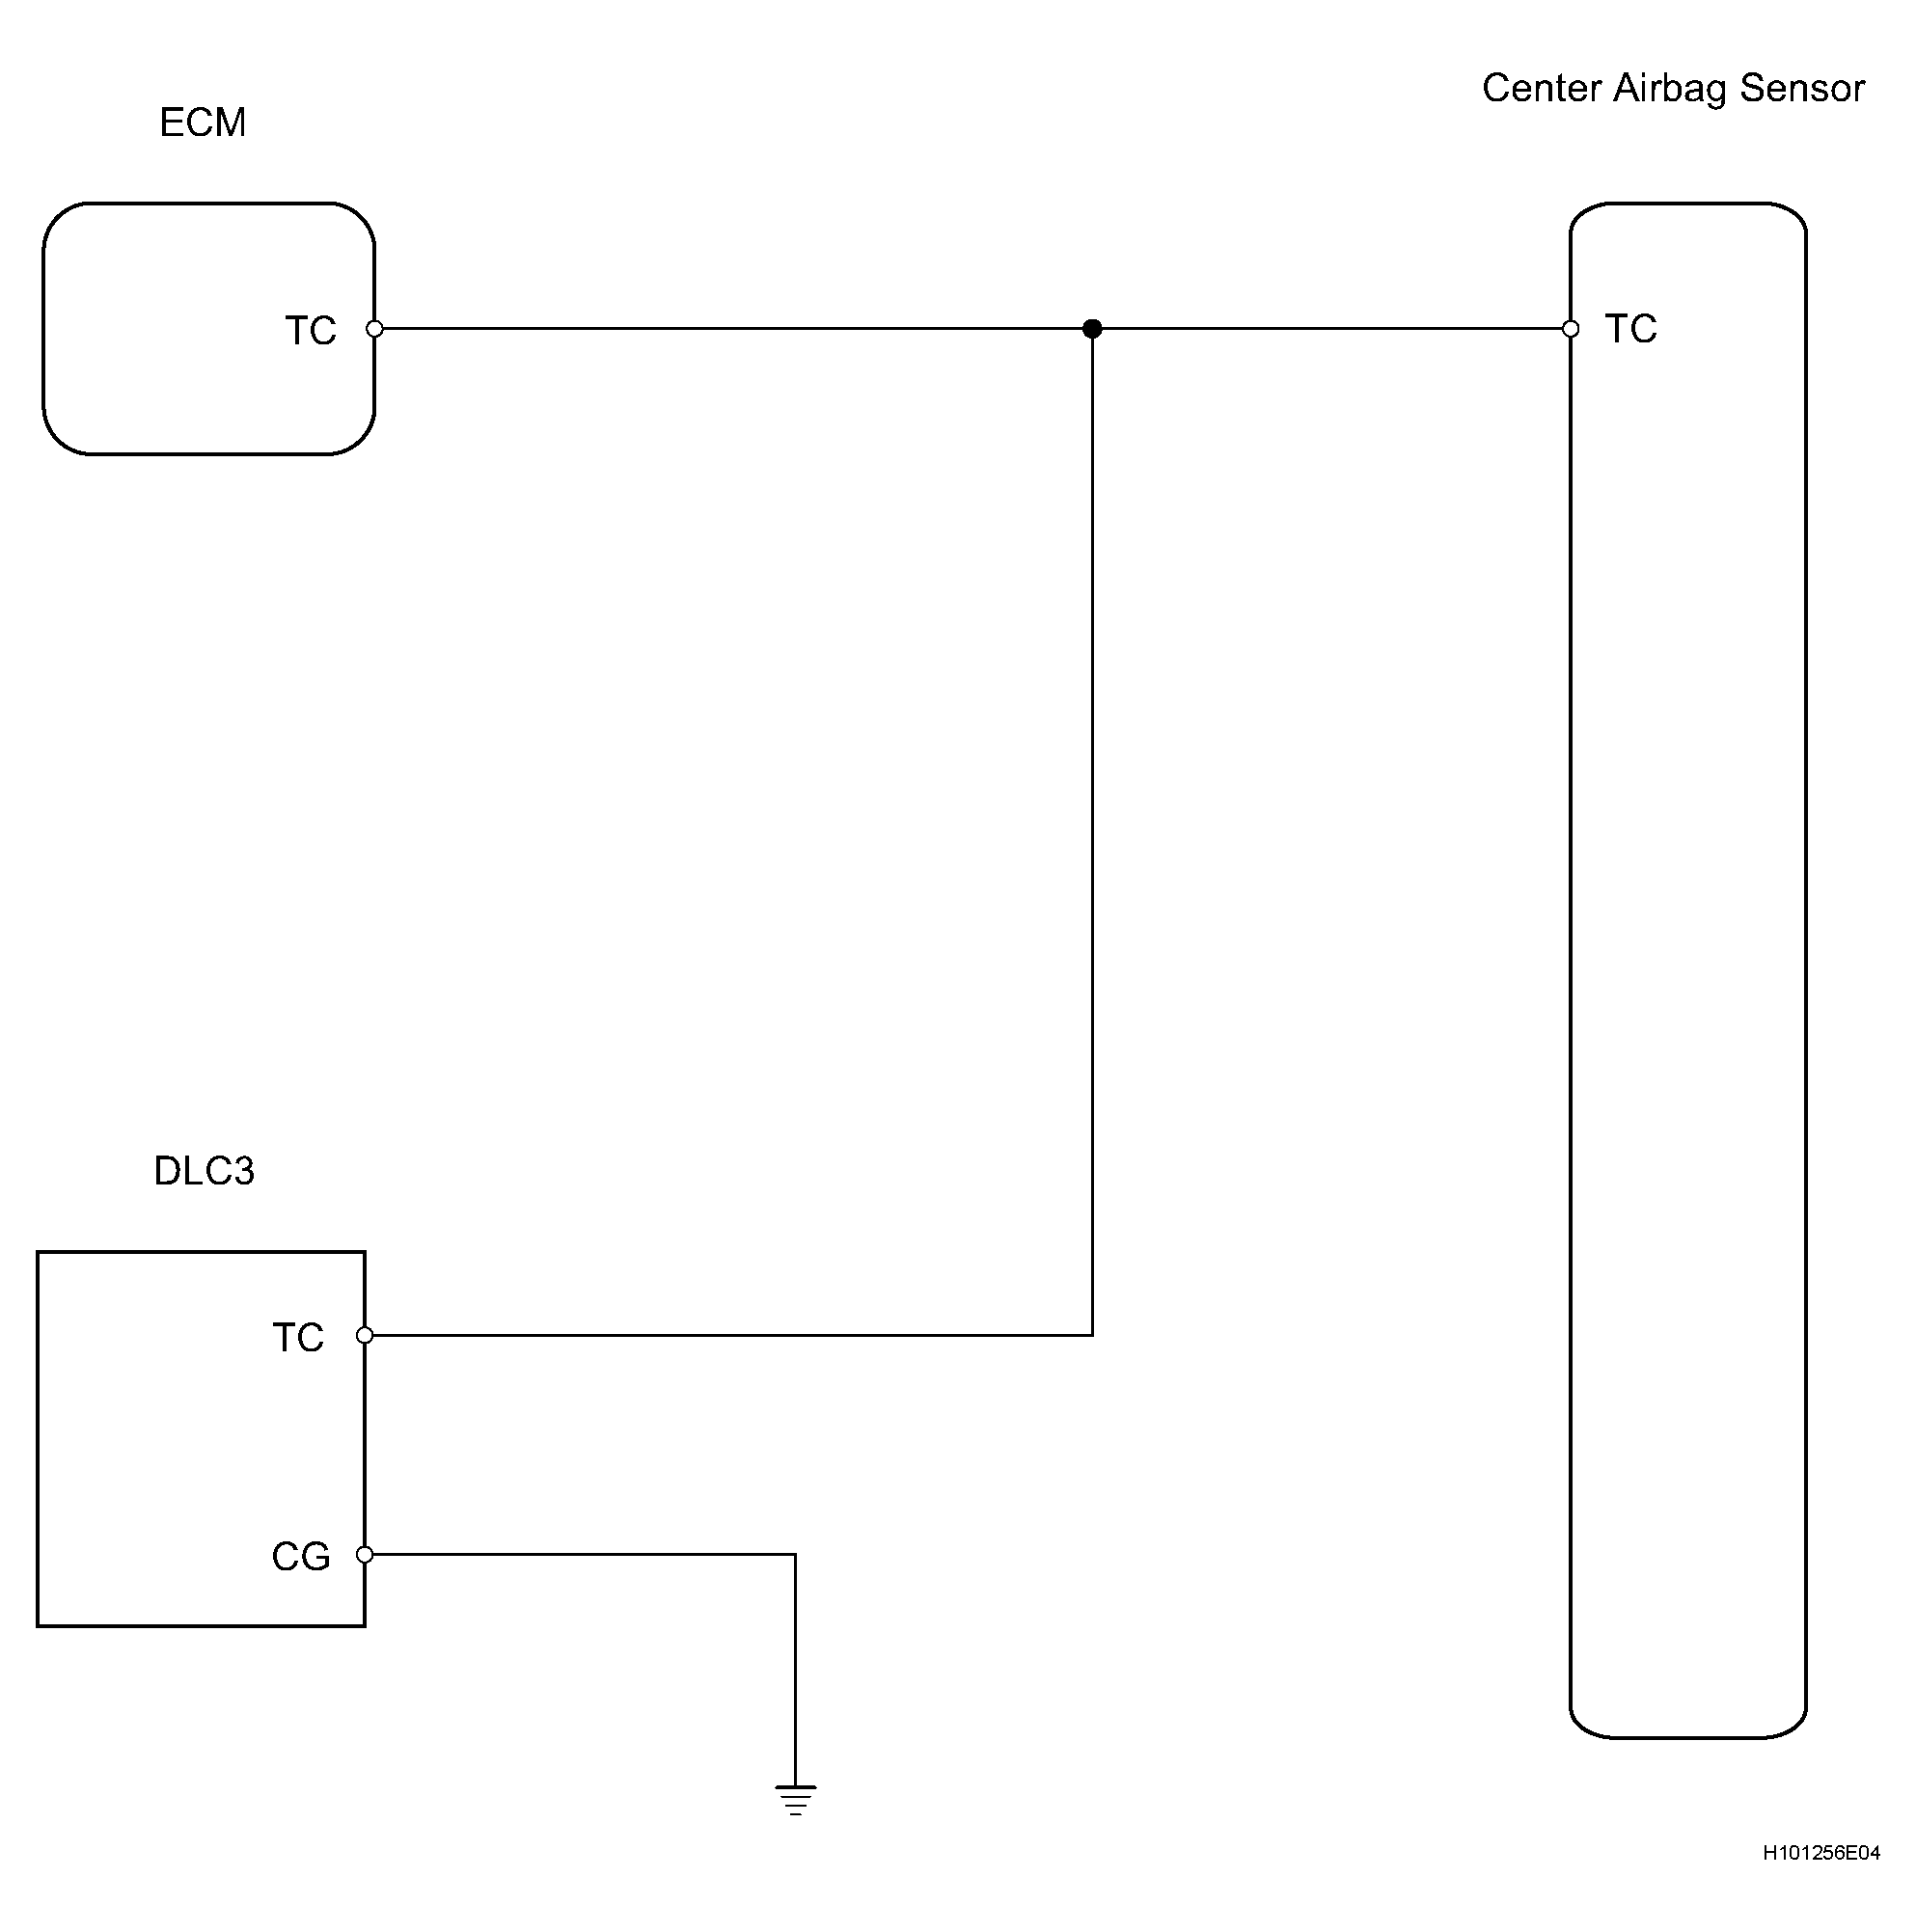 Center Airbag Sensor
ECM
TC
TC
DLC3
TC
CG
H101256E04